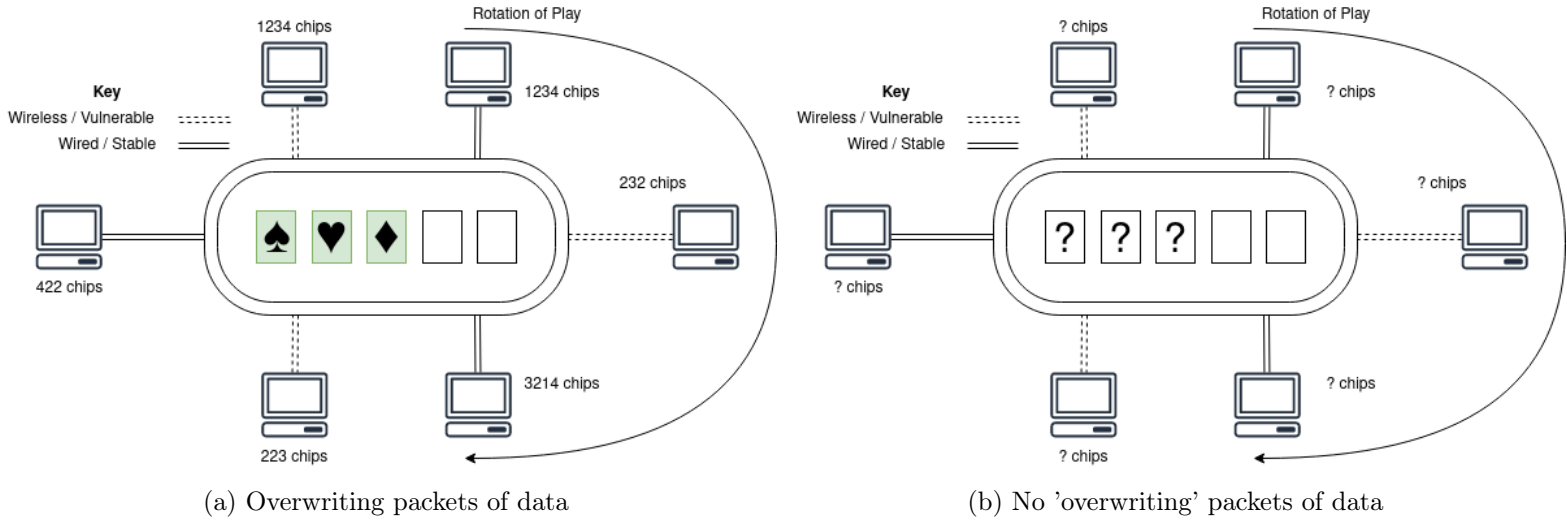 Rotation of Play
1234 chips
Key
1234 chips
Wireless / Vulnerable
Wired / Stable
232 chips
422 chips
3214 chips
223 chips
(a) Overwriting packets of data
Rotation of Play
? chips
Key
? chips
Wireless / Vulnerable
Wired / Stable
? chips
? ? ?
? chips
? chips
? chips
(b) No 'overwriting' packets of data